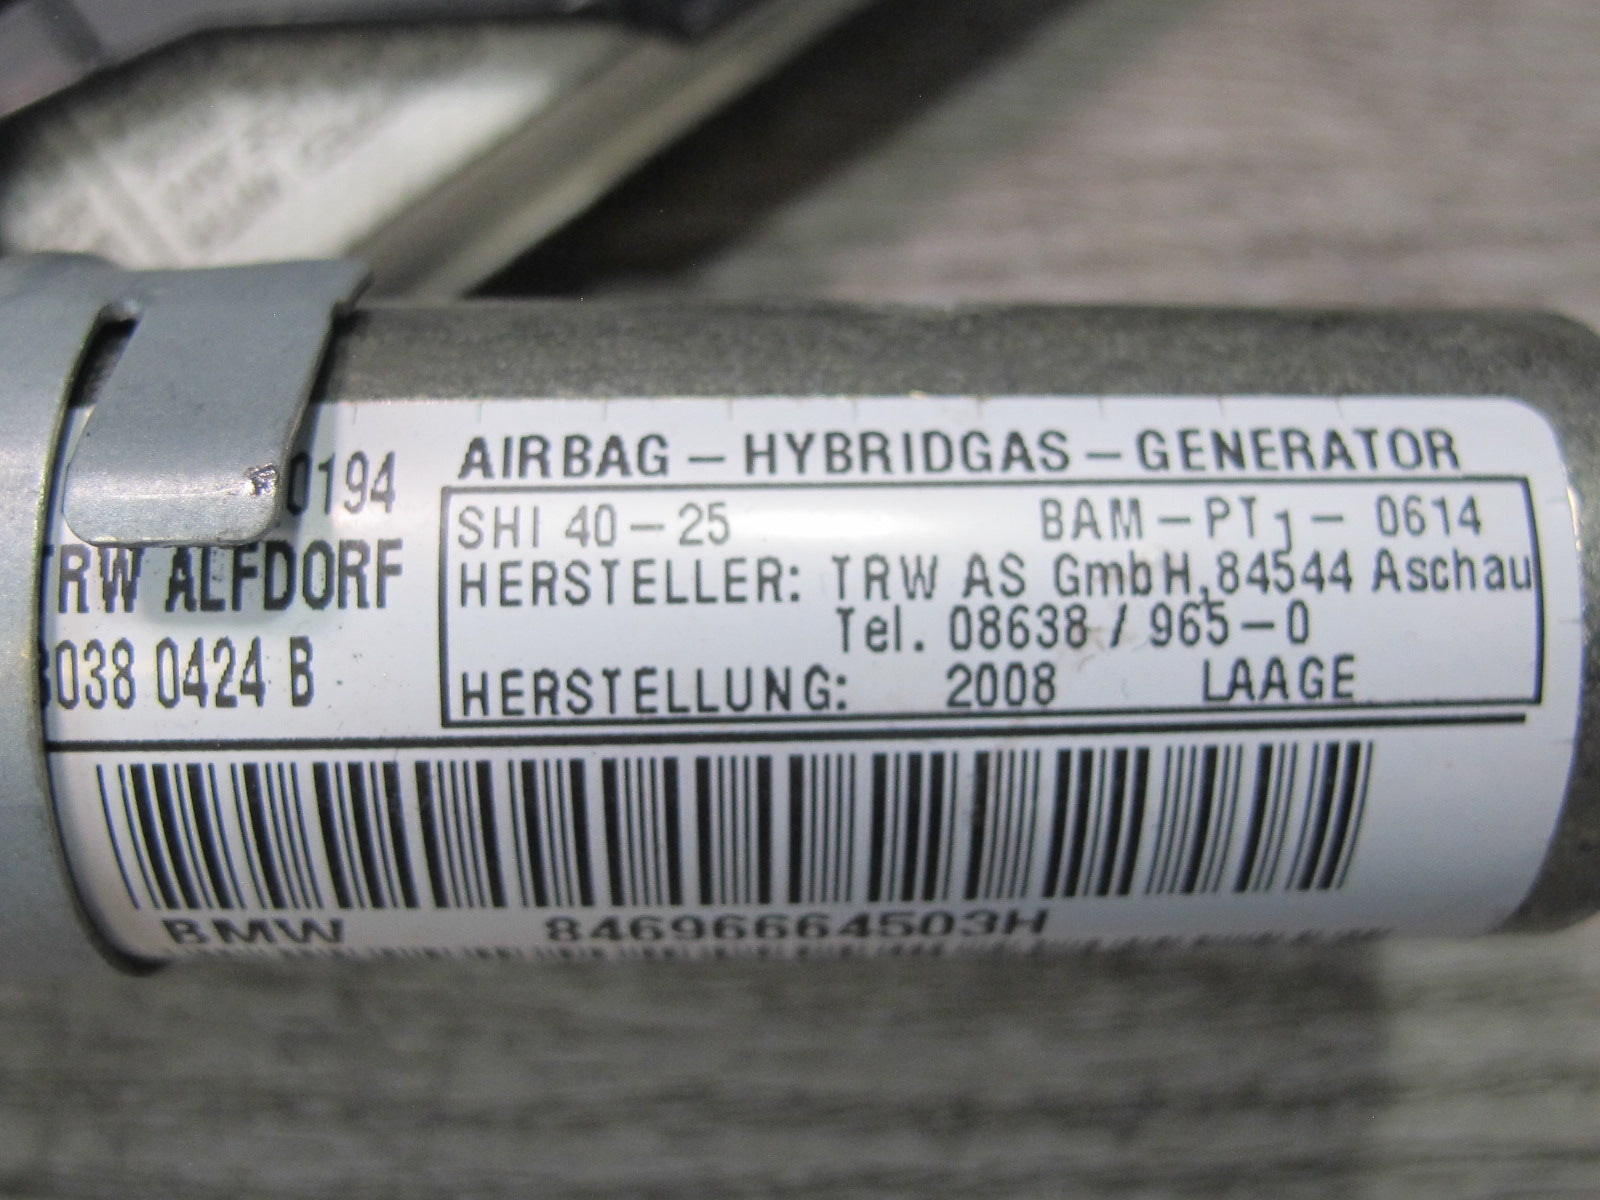 0194
TRW ALFDORF
3038 0424 B
AIRBAG – HYBRIDGAS – GENERATOR
SHI 40 – 25 BAM – PT1 – 0614
HERSTELLER: TRW AS GmbH, 84544 Aschau
Tel. 08638 / 965 – 0
HERSTELLUNG: 2008 LAAGE
BMW 84696664503H